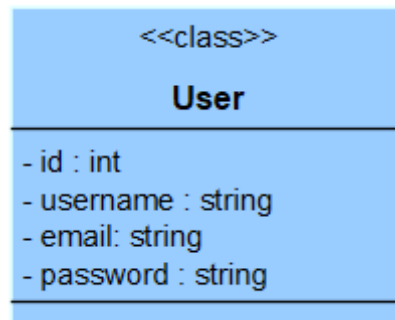 <<class>>
User
- id : int
- username : string
- email: string
- password : string